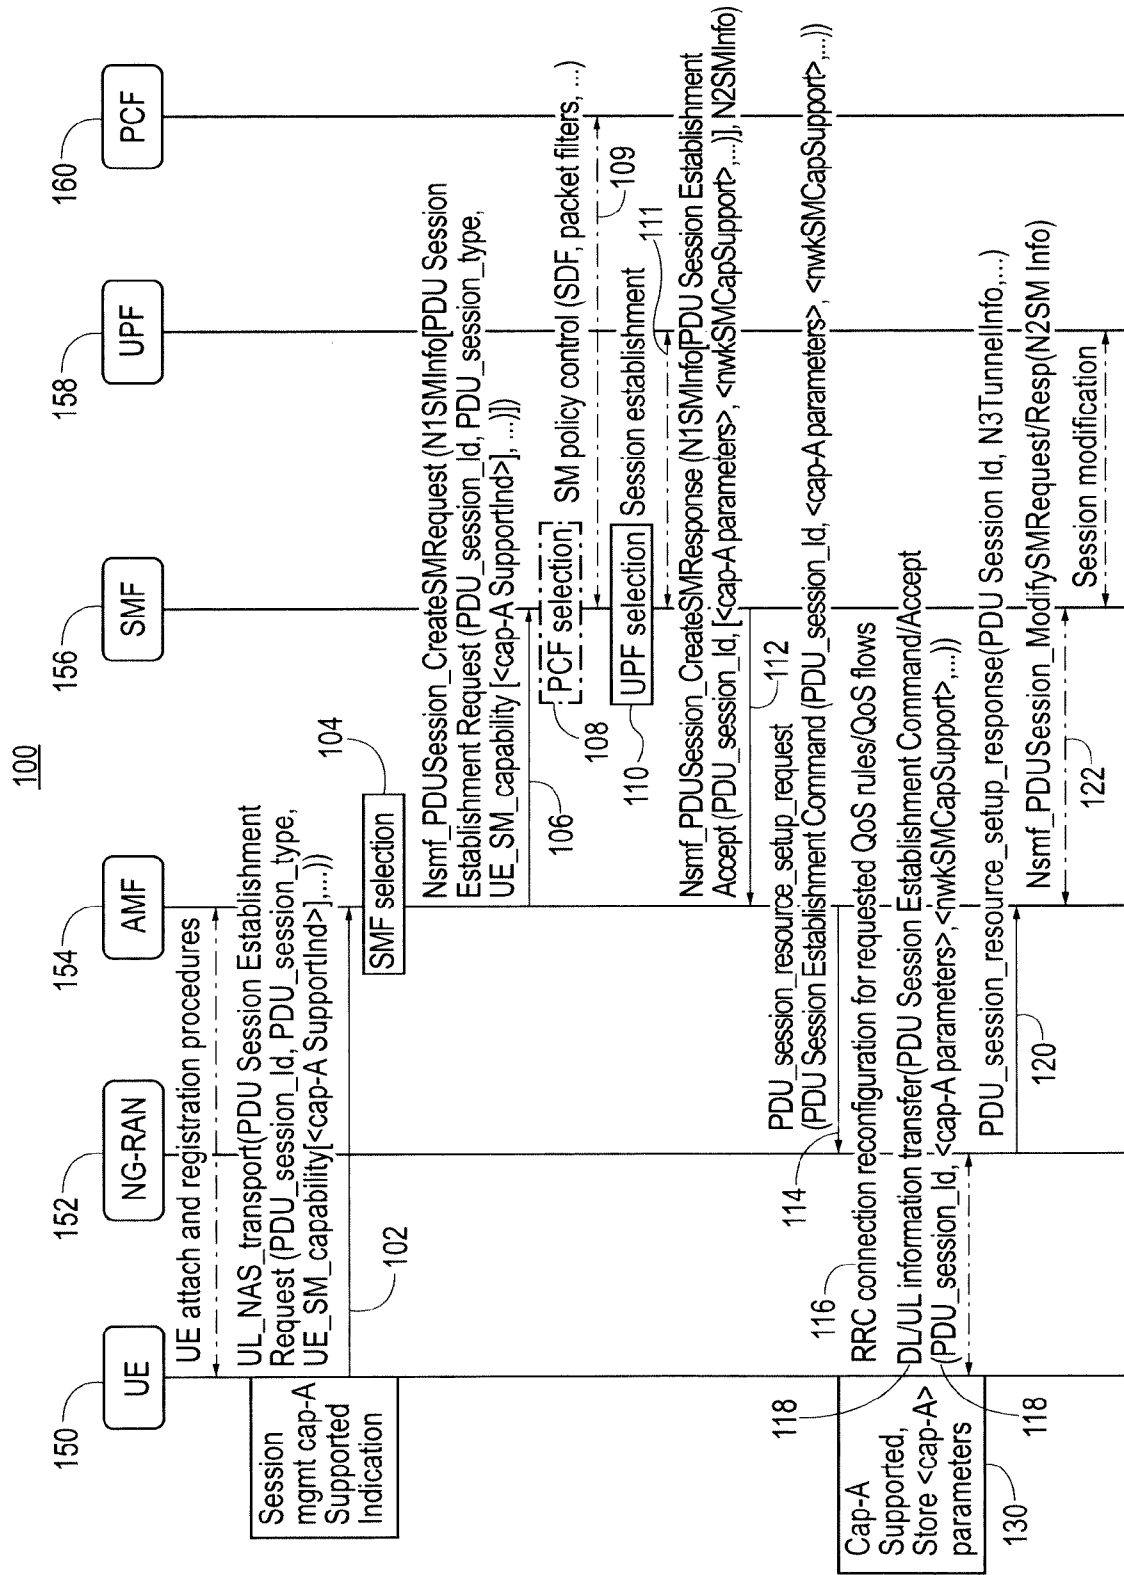 100
150
152
154
156
158
160
UE
NG-RAN
AMF
SMF
UPF
PCF
UE attach and registration procedures
Session
mgmt cap-A
Supported
Indication
UL_NAS_transport(PDU Session Establishment
Request (PDU_session_Id, PDU_session_type,
UE_SM_capability[<cap-A SupportInd>],...))
102
SMF selection
104
Nsmf_PDUSession_CreateSMRequest (N1SMInfo[PDU Session
Establishment Request (PDU_session_Id, PDU_session_type,
UE_SM_capability [<cap-A SupportInd>], ...)])
106
PCF selection
108
SM policy control (SDF, packet filters, ...)
109
UPF selection
110
Session establishment
111
Nsmf_PDUSession_CreateSMResponse (N1SMInfo[PDU Session Establishment
Accept (PDU_session_Id, [<cap-A parameters>, <nwkSMCapSupport>,...)], N2SMInfo)
112
PDU_session_resource_setup_request
(PDU Session Establishment Command (PDU_session_Id, <cap-A parameters>, <nwkSMCapSupport>,...))
114
116
RRC connection reconfiguration for requested QoS rules/QoS flows
Cap-A
Supported,
Store <cap-A>
parameters
130
118
DL/UL information transfer(PDU Session Establishment Command/Accept
(PDU_session_Id, <cap-A parameters>,<nwkSMCapSupport>,...))
118
PDU_session_resource_setup_response(PDU Session Id, N3TunnelInfo,...)
120
Nsmf_PDUSession_ModifySMRequest/Resp(N2SM Info)
122
Session modification